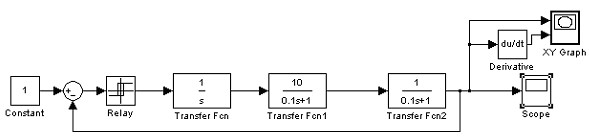 XY Graph
du/dt
Derivative
1
Constant
+
-
Relay
1
s
Transfer Fcn
10
0.1s+1
Transfer Fcn1
1
0.1s+1
Transfer Fcn2
Scope